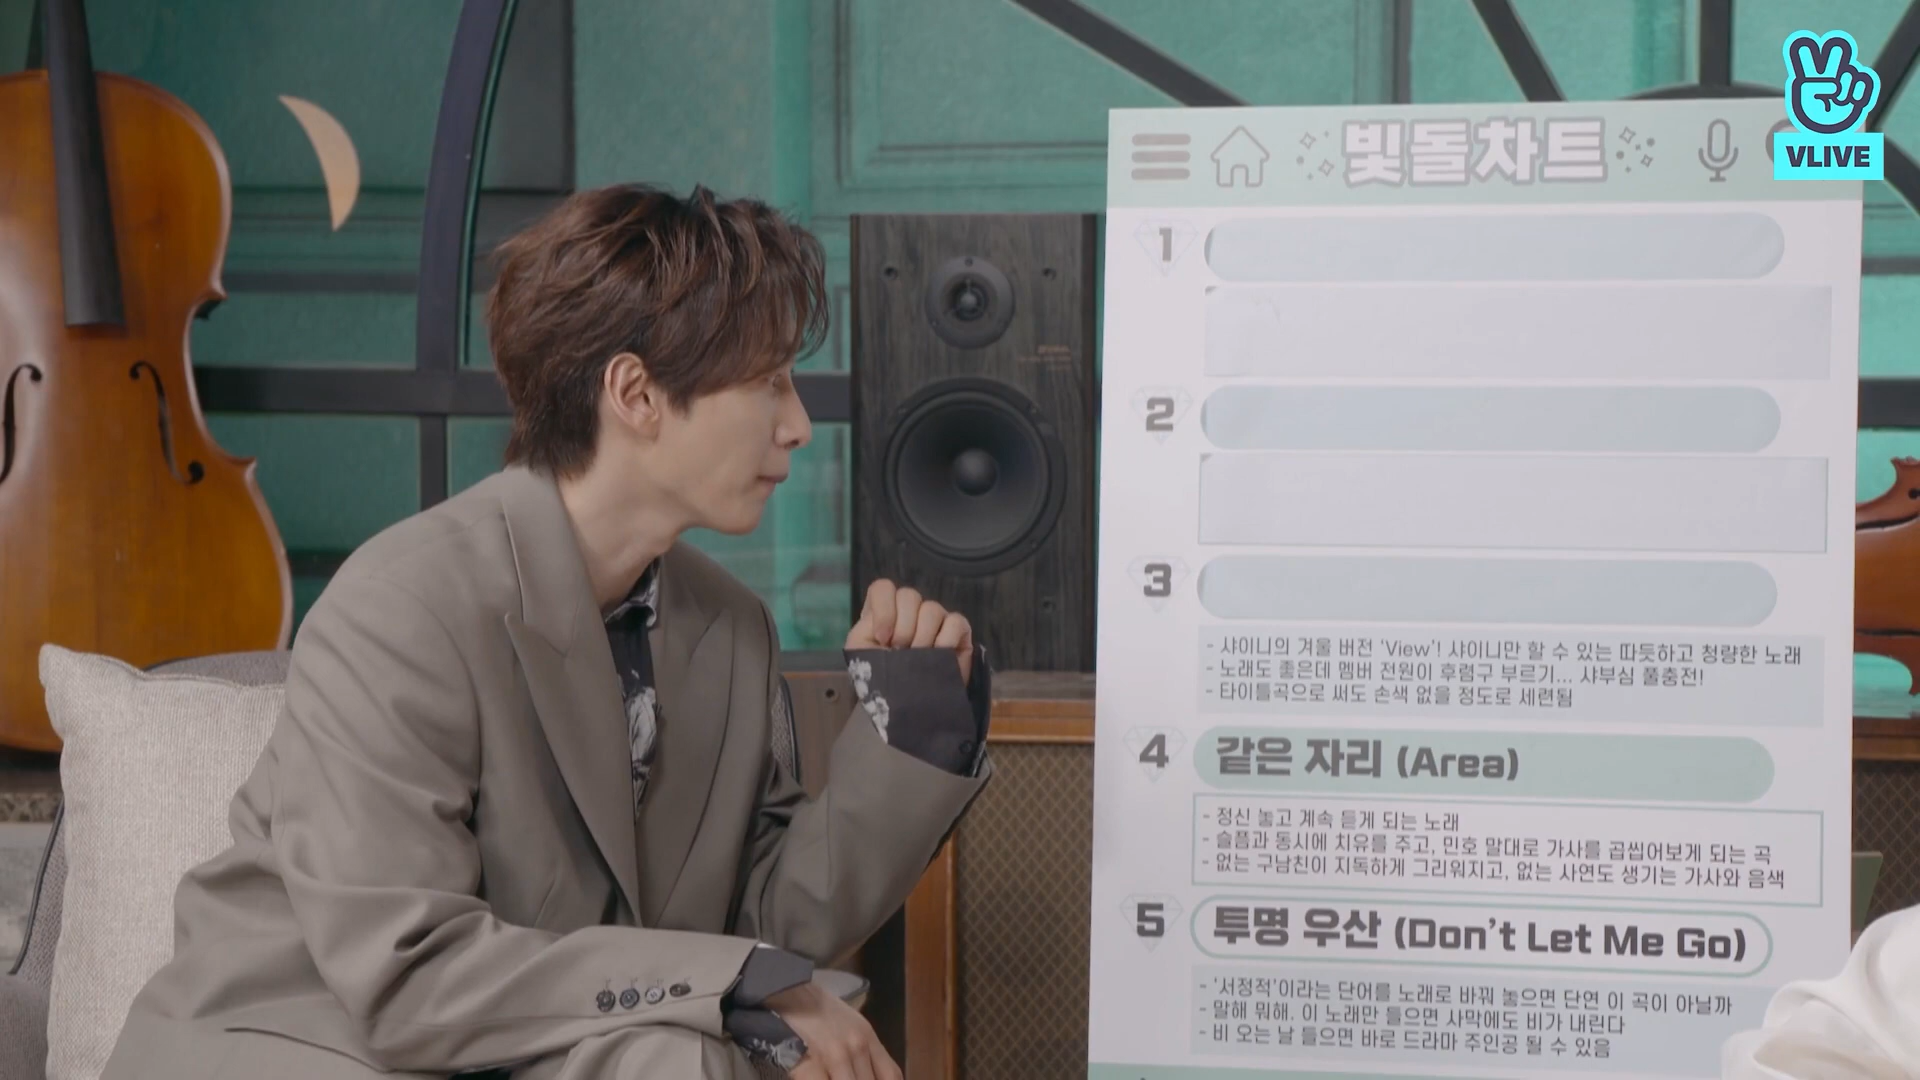 빛돌차트
VLIVE
1
2
3
- 샤이니의 겨울 버전 ‘View’! 샤이니만 할 수 있는 따듯하고 청량한 노래
- 노래도 좋은데 멤버 전원이 후렴구 부르기... 샤부심 풀충전!
- 타이틀곡으로 써도 손색 없을 정도로 세련됨
4 같은 자리 (Area)
- 정신 놓고 계속 듣게 되는 노래
- 슬픔과 동시에 치유를 주고, 민호 말대로 가사를 곱씹어보게 되는 곡
- 없는 구남친이 지독하게 그리워지고, 없는 사연도 생기는 가사와 음색
5 투명 우산 (Don’t Let Me Go)
- ‘서정적’이라는 단어를 노래로 바꿔 놓으면 단연 이 곡이 아닐까
- 말해 뭐해. 이 노래만 들으면 사막에도 비가 내린다
- 비 오는 날 들으면 바로 드라마 주인공 될 수 있음